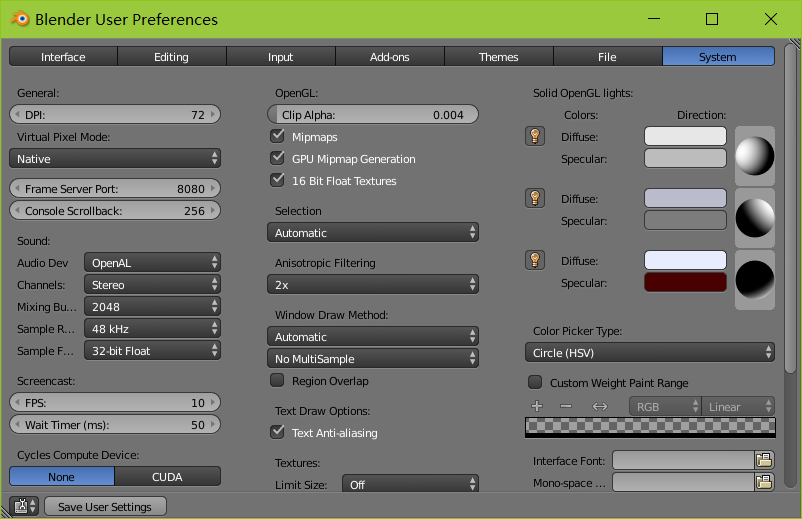 Blender User Preferences
Interface Editing Input Add-ons Themes File System
General:
DPI: 72
Virtual Pixel Mode:
Native
Frame Server Port: 8080
Console Scrollback: 256
Sound:
Audio Dev OpenAL
Channels: Stereo
Mixing Bu... 2048
Sample R... 48 kHz
Sample F... 32-bit Float
Screencast:
FPS: 10
Wait Timer (ms): 50
Cycles Compute Device:
None CUDA
OpenGL:
Clip Alpha: 0.004
Mipmaps
GPU Mipmap Generation
16 Bit Float Textures
Selection
Automatic
Anisotropic Filtering
2x
Window Draw Method:
Automatic
No MultiSample
Region Overlap
Text Draw Options:
Text Anti-aliasing
Textures:
Limit Size: Off
Solid OpenGL lights:
Colors: Direction:
Diffuse:
Specular:
Diffuse:
Specular:
Diffuse:
Specular:
Color Picker Type:
Circle (HSV)
Custom Weight Paint Range
RGB Linear
Interface Font:
Mono-space ...
Save User Settings